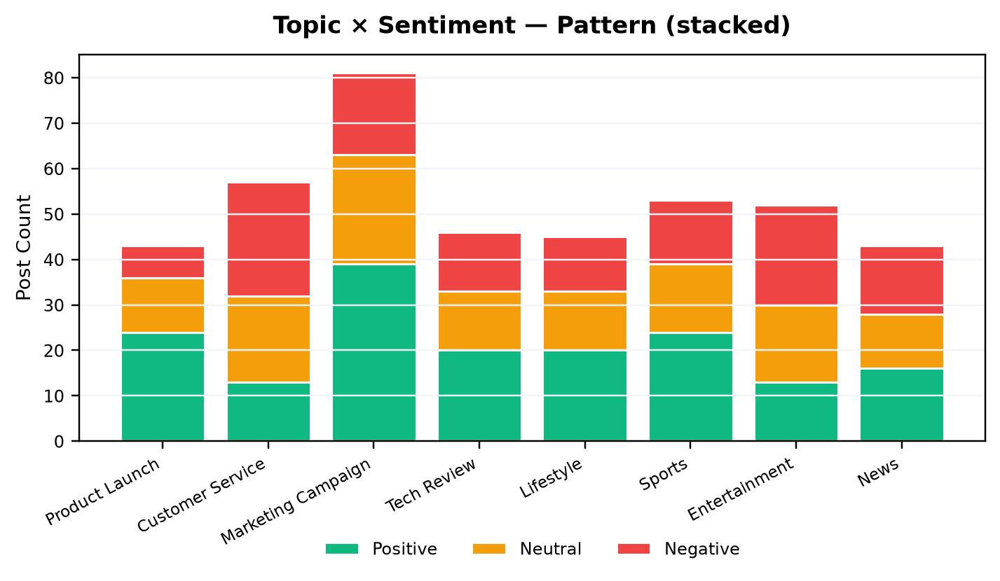 Topic × Sentiment — Pattern (stacked)
Post Count
80
70
60
50
40
30
20
10
0
Product Launch
Customer Service
Marketing Campaign
Tech Review
Lifestyle
Sports
Entertainment
News
Positive
Neutral
Negative